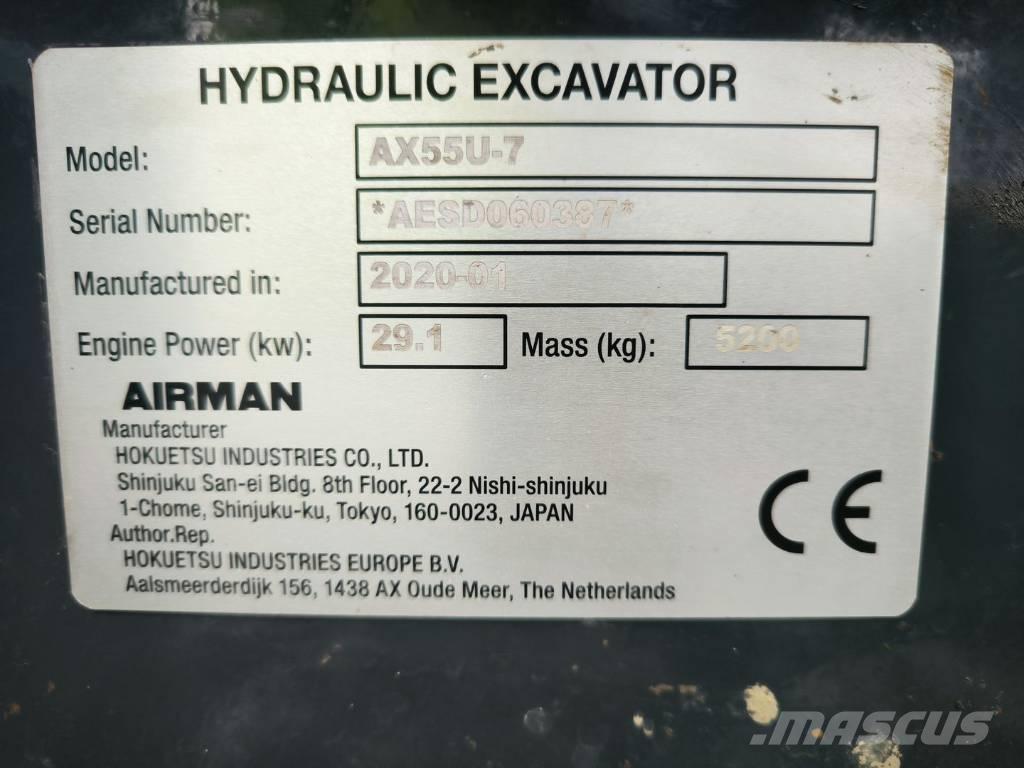 HYDRAULIC EXCAVATOR
Model: AX55U-7
Serial Number: *AESD060387*
Manufactured in: 2020-01
Engine Power (kw): 29.1 Mass (kg): 5200
AIRMAN
Manufacturer
HOKUETSU INDUSTRIES CO., LTD.
Shinjuku San-ei Bldg. 8th Floor, 22-2 Nishi-shinjuku
1-Chome, Shinjuku-ku, Tokyo, 160-0023, JAPAN
Author.Rep.
HOKUETSU INDUSTRIES EUROPE B.V.
Aalsmeerderdijk 156, 1438 AX Oude Meer, The Netherlands
CE
MASCUS